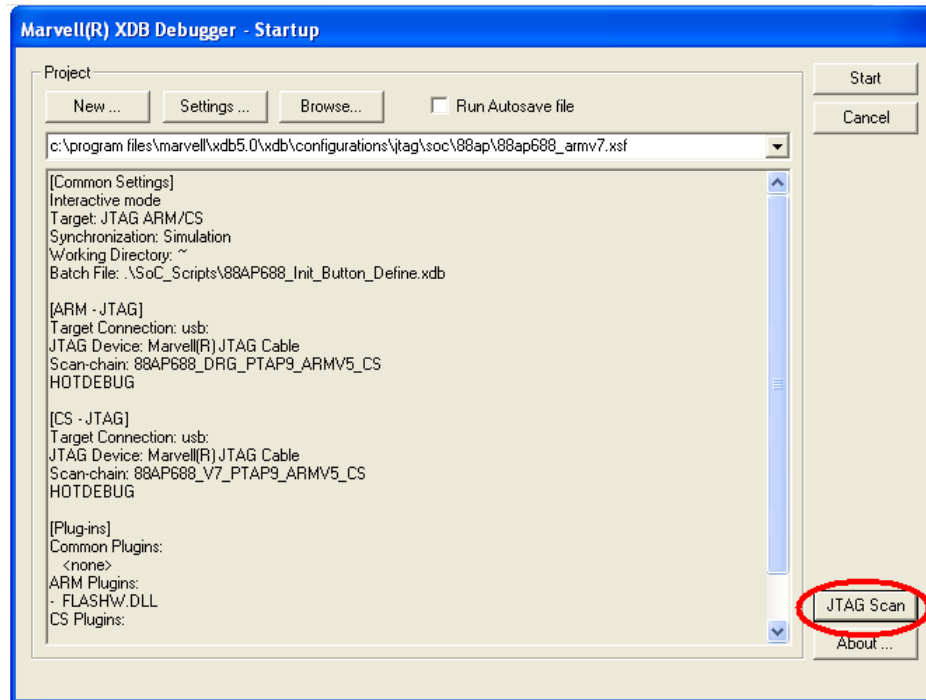 Marvell(R) XDB Debugger - Startup
Project
New ...
Settings ...
Browse...
Run Autosave file
Start
Cancel
c:\program files\marvell\xdb5.0\xdb\configurations\jtag\soc\88ap\88ap688_armv7.xsf
[Common Settings]
Interactive mode
Target: JTAG ARM/CS
Synchronization: Simulation
Working Directory: ~
Batch File: .\SoC_Scripts\88AP688_Init_Button_Define.xdb
[ARM - JTAG]
Target Connection: usb:
JTAG Device: Marvell(R) JTAG Cable
Scan-chain: 88AP688_DRG_PTAP9_ARMV5_CS
HOTDEBUG
[CS - JTAG]
Target Connection: usb:
JTAG Device: Marvell(R) JTAG Cable
Scan-chain: 88AP688_V7_PTAP9_ARMV5_CS
HOTDEBUG
[Plug-ins]
Common Plugins:
<none>
ARM Plugins:
- FLASHW.DLL
CS Plugins:
JTAG Scan
About ...